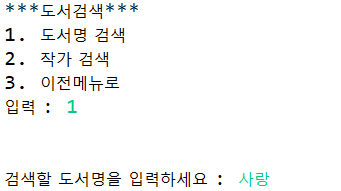 ***도서검색***
1. 도서명 검색
2. 작가 검색
3. 이전메뉴로
입력 : 1
검색할 도서명을 입력하세요 : 사랑